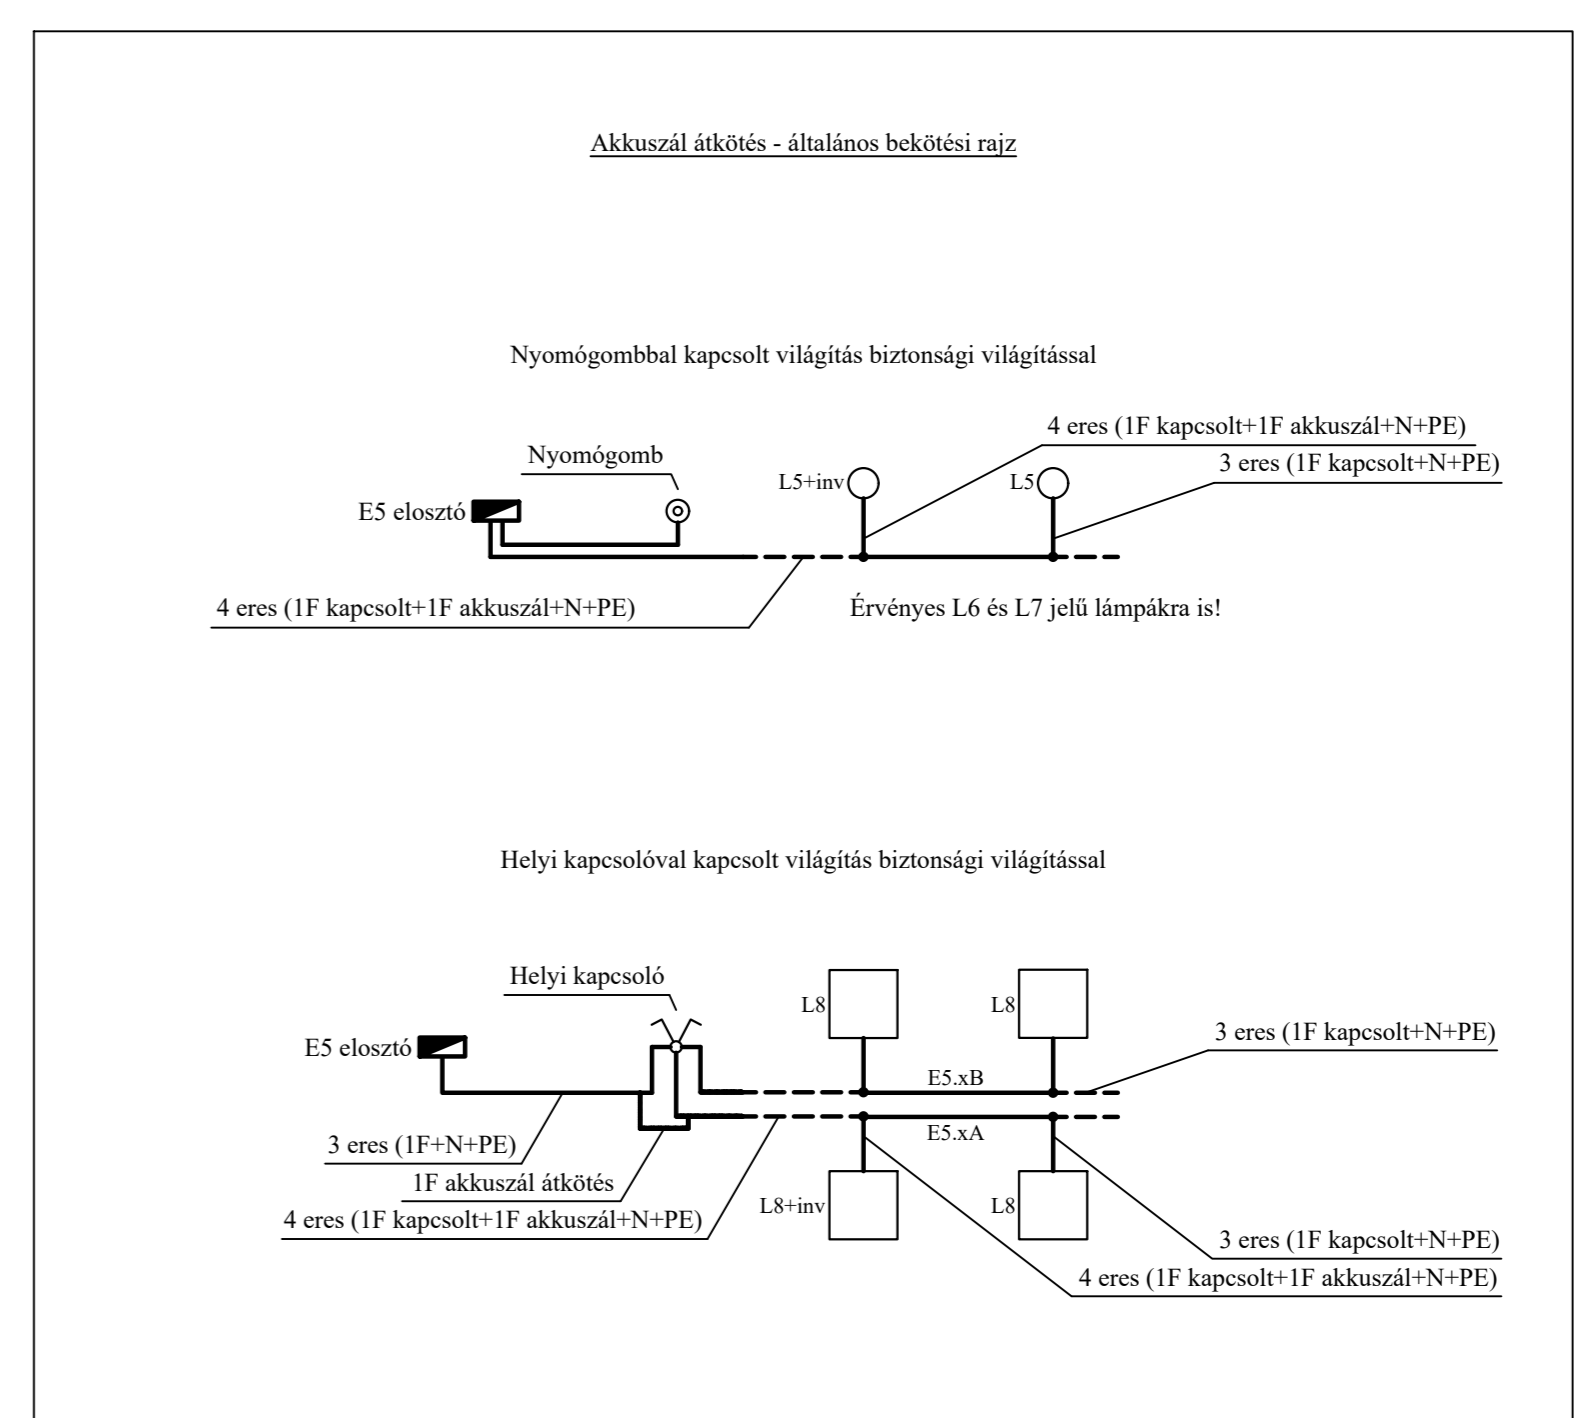 Akkuszál átkötés - általános bekötési rajz
Nyomógombbal kapcsolt világítás biztonsági világítással
4 eres (1F kapcsolt+1F akkuszál+N+PE)
3 eres (1F kapcsolt+N+PE)
Nyomógomb
L5+inv
L5
E5 elosztó
4 eres (1F kapcsolt+1F akkuszál+N+PE)
Érvényes L6 és L7 jelű lámpákra is!
Helyi kapcsolóval kapcsolt világítás biztonsági világítással
Helyi kapcsoló
L8
L8
3 eres (1F kapcsolt+N+PE)
E5 elosztó
E5.xB
E5.xA
3 eres (1F+N+PE)
1F akkuszál átkötés
L8+inv
L8
4 eres (1F kapcsolt+1F akkuszál+N+PE)
3 eres (1F kapcsolt+N+PE)
4 eres (1F kapcsolt+1F akkuszál+N+PE)